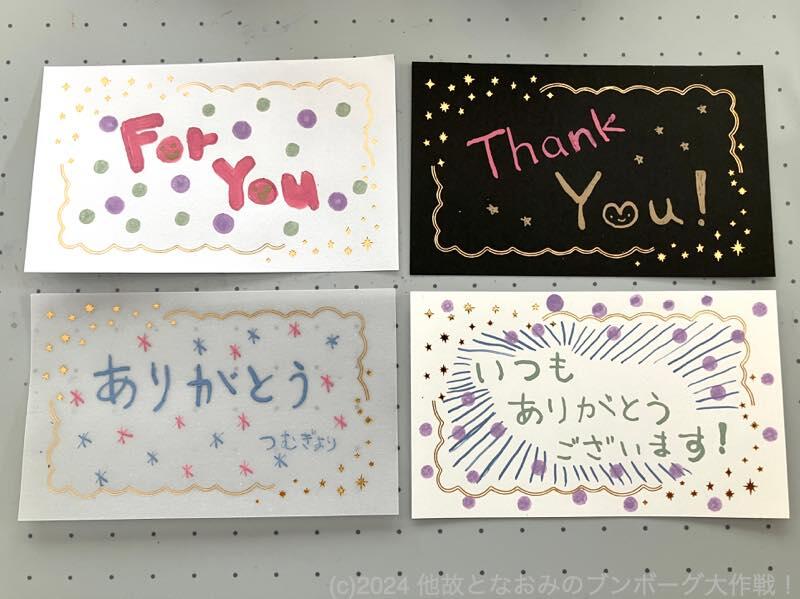 For
You
Thank
You!
ありがとう
つむぎより
いつも
ありがとう
ございます!
(c)2024 他故となおみのブンボーグ大作戦！